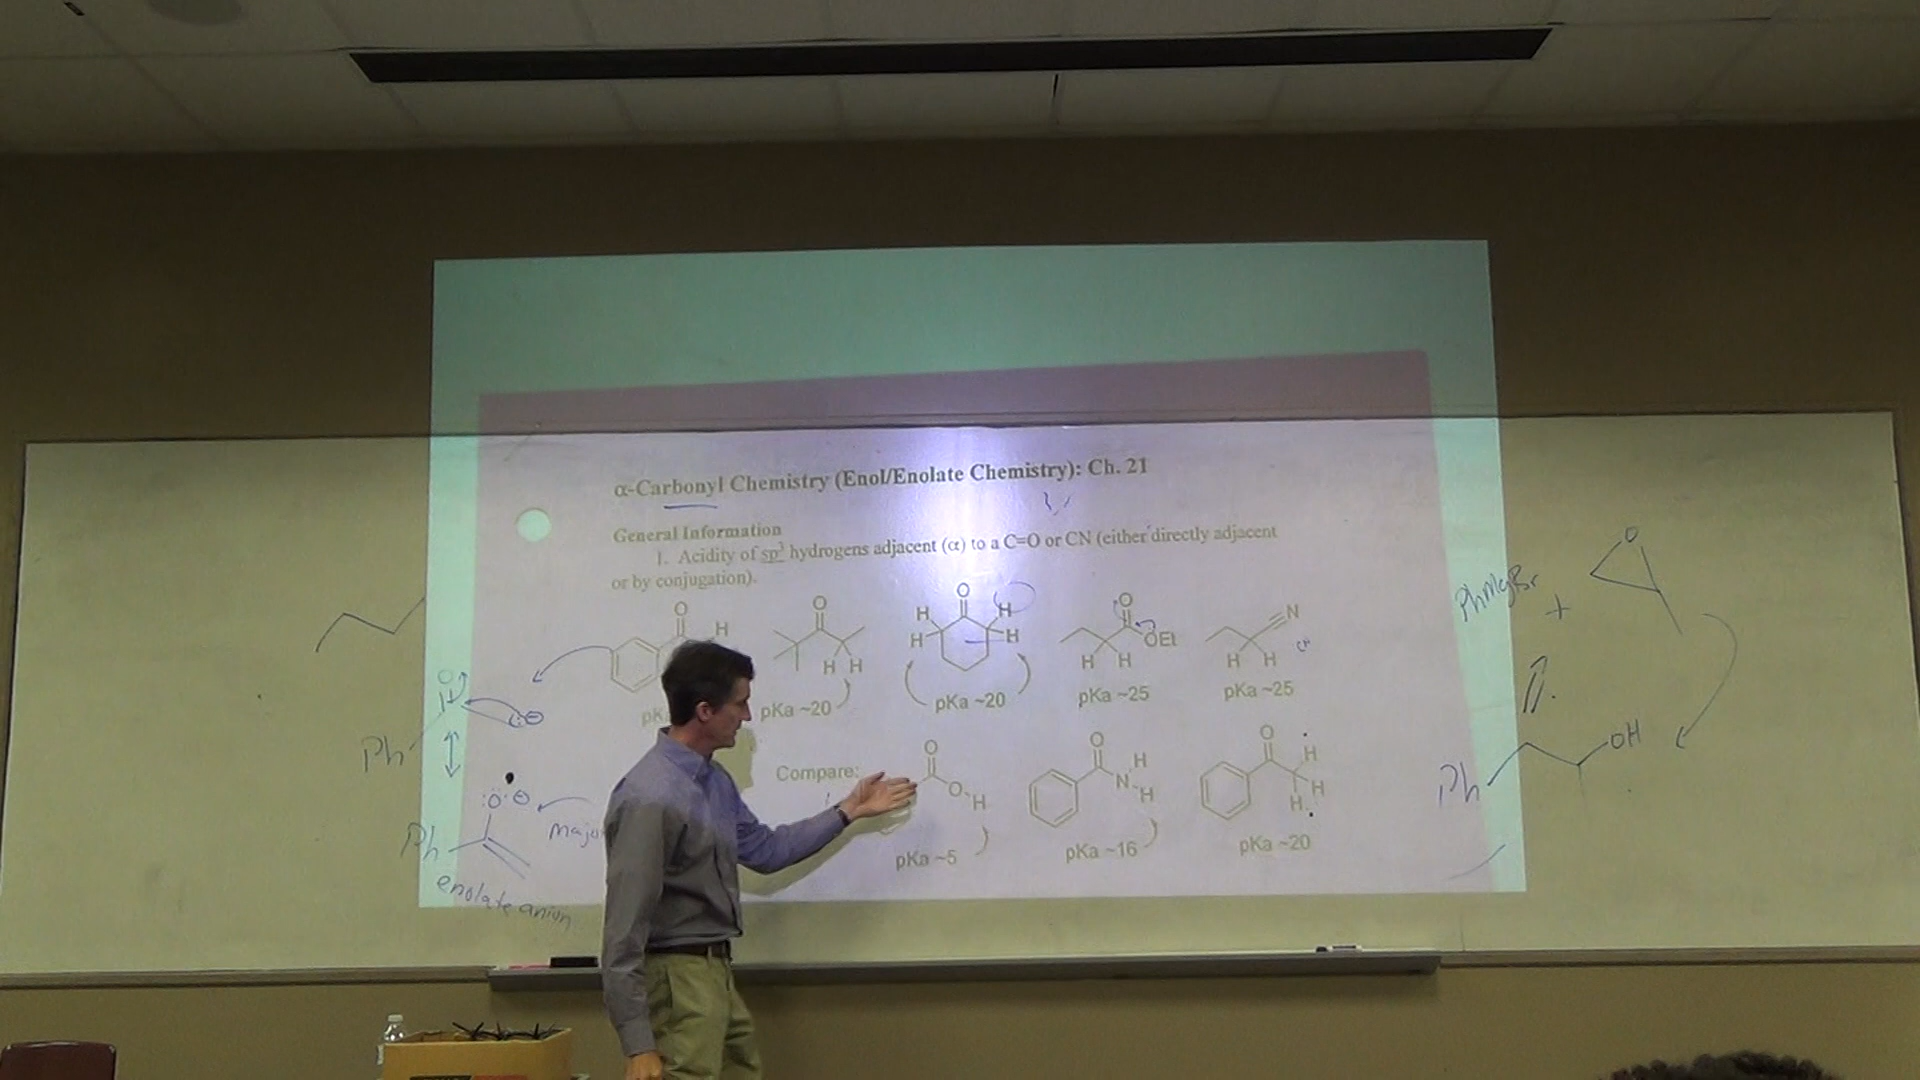 α-Carbonyl Chemistry (Enol/Enolate Chemistry): Ch. 21
General Information
1. Acidity of sp³ hydrogens adjacent (α) to a C=O or CN (either directly adjacent
or by conjugation).
O H
O H H
O H H H H
O OEt H H
N H H
pKa ~20
pKa ~20
pKa ~25
pKa ~25
Compare:
O O H
O N H H
O H H H
pKa ~5
pKa ~16
pKa ~20
Ph
:O: ⊖
Ph
enolate anion
PhMgBr
+
O
Ph OH